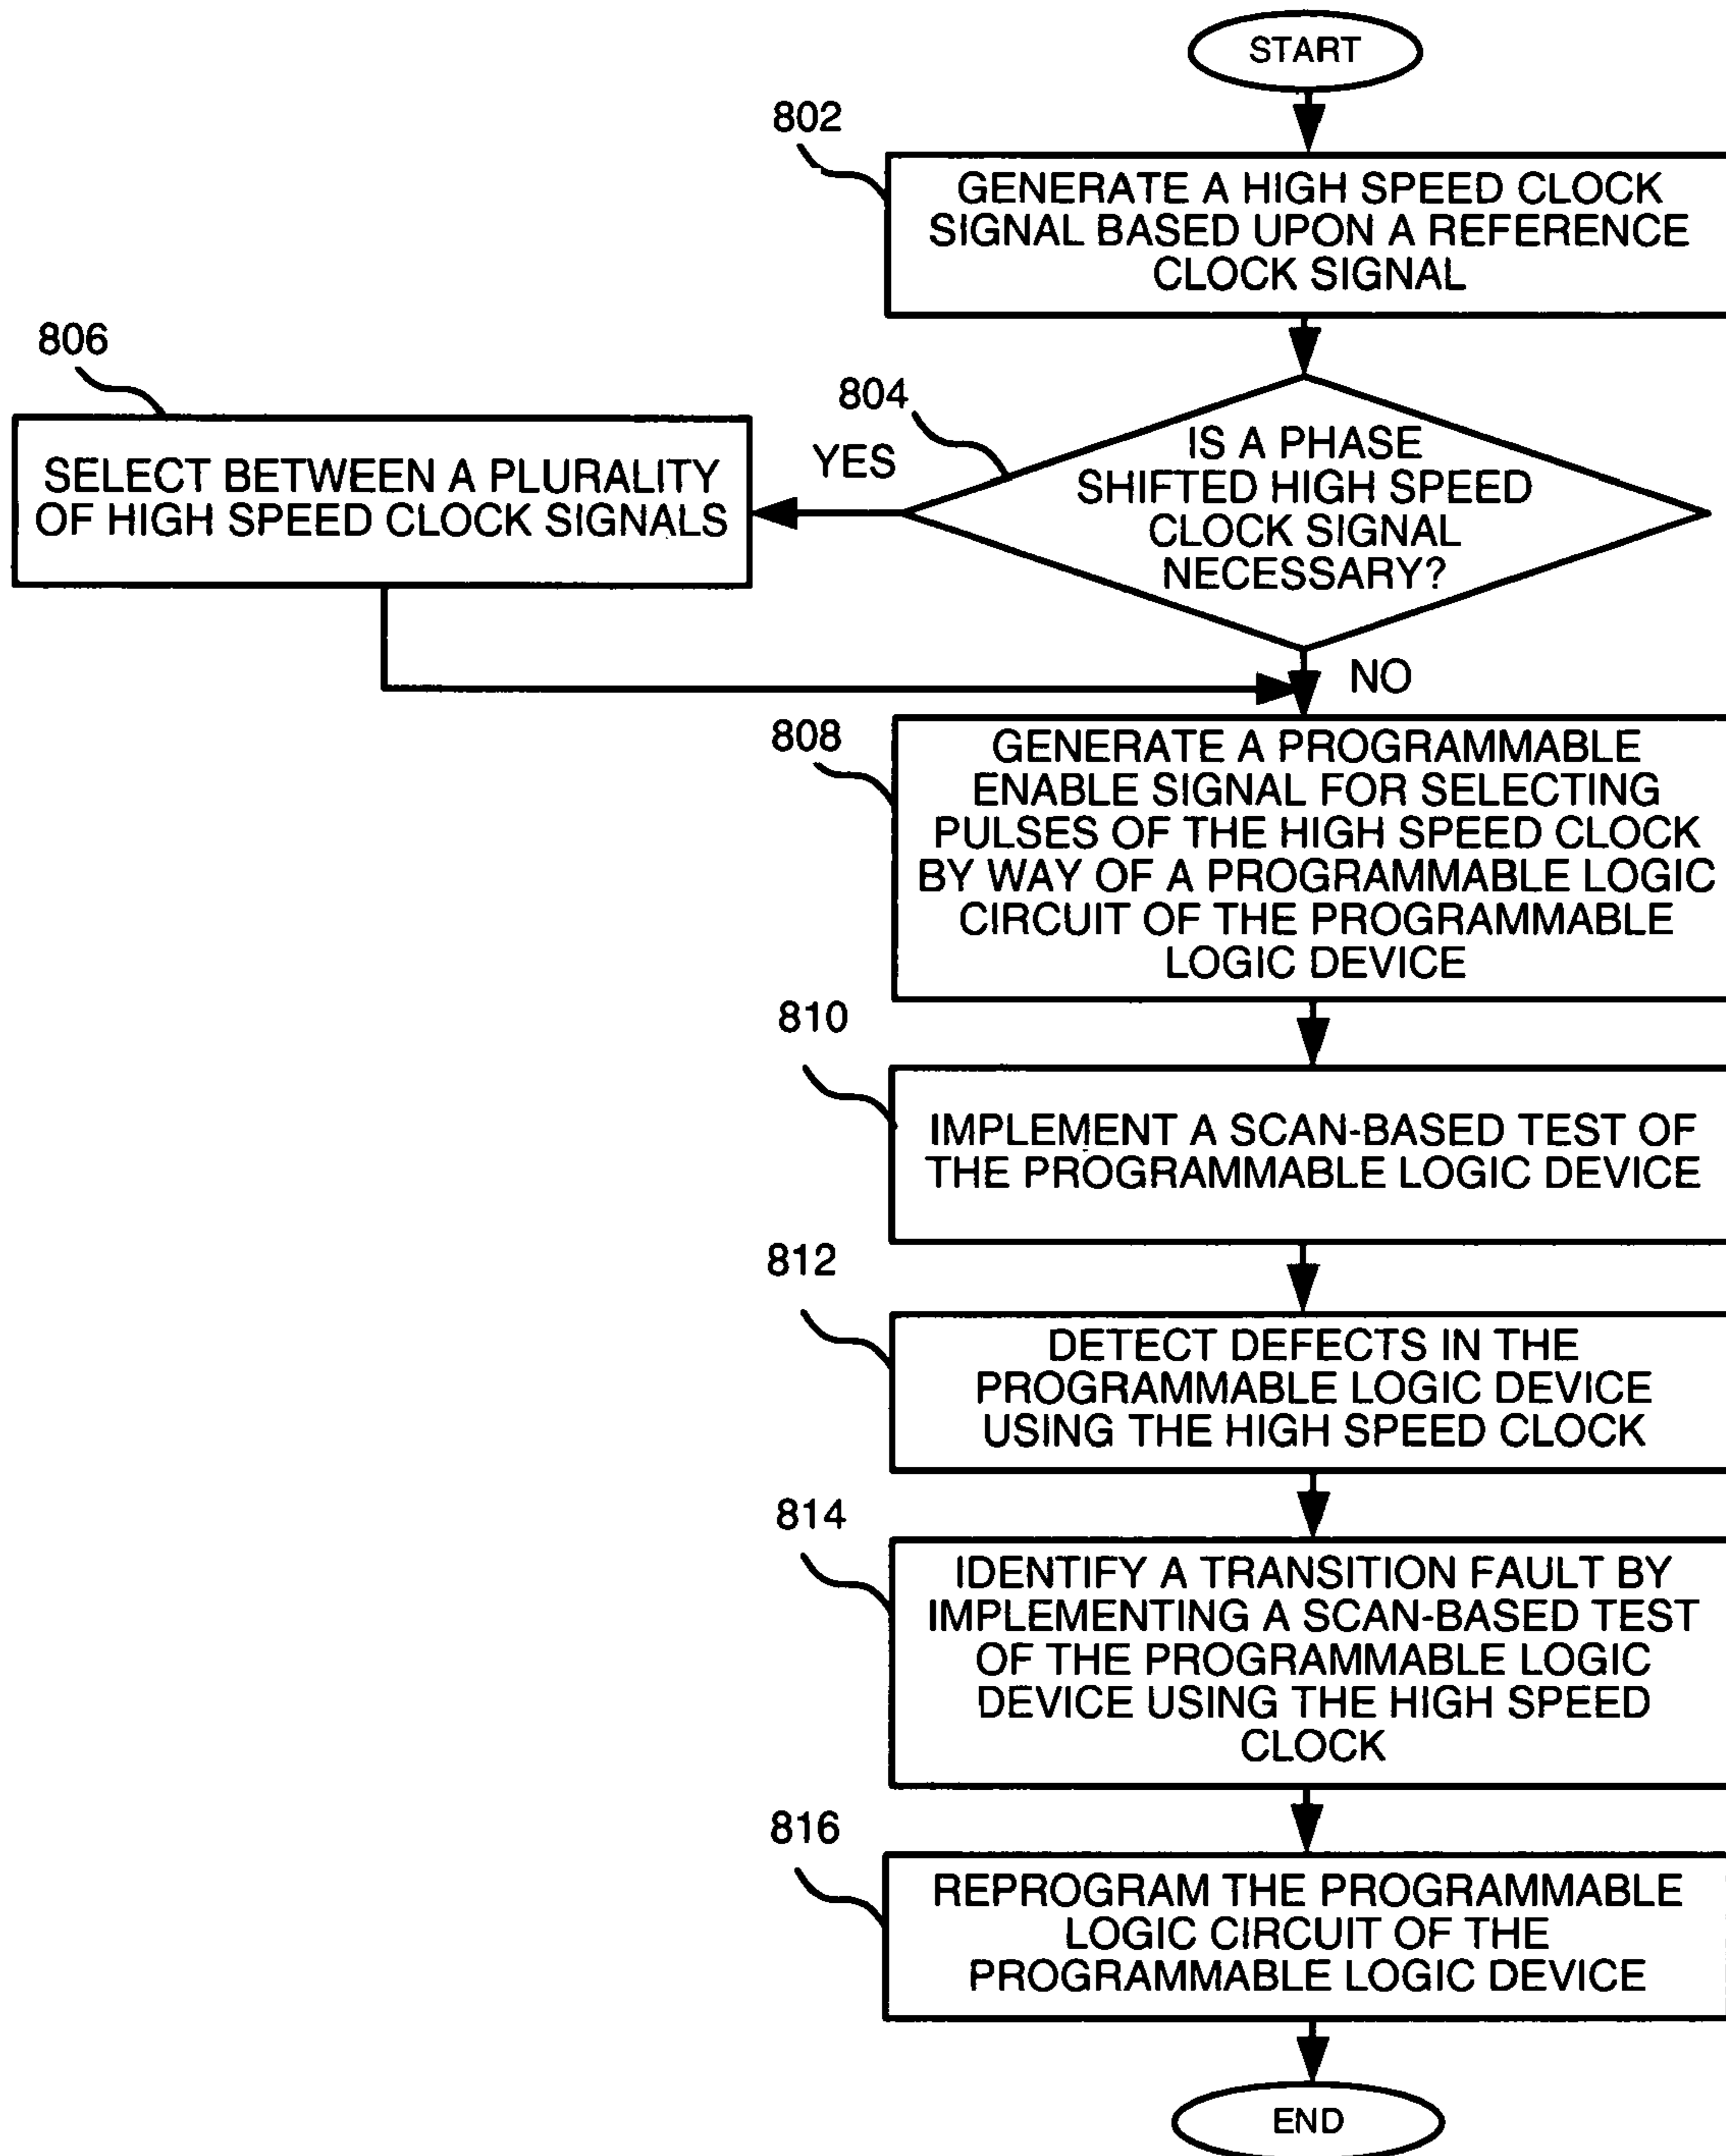 START
802
GENERATE A HIGH SPEED CLOCK
SIGNAL BASED UPON A REFERENCE
CLOCK SIGNAL
806
804
SELECT BETWEEN A PLURALITY
OF HIGH SPEED CLOCK SIGNALS
YES
IS A PHASE
SHIFTED HIGH SPEED
CLOCK SIGNAL
NECESSARY?
NO
808
GENERATE A PROGRAMMABLE
ENABLE SIGNAL FOR SELECTING
PULSES OF THE HIGH SPEED CLOCK
BY WAY OF A PROGRAMMABLE LOGIC
CIRCUIT OF THE PROGRAMMABLE
LOGIC DEVICE
810
IMPLEMENT A SCAN-BASED TEST OF
THE PROGRAMMABLE LOGIC DEVICE
812
DETECT DEFECTS IN THE
PROGRAMMABLE LOGIC DEVICE
USING THE HIGH SPEED CLOCK
814
IDENTIFY A TRANSITION FAULT BY
IMPLEMENTING A SCAN-BASED TEST
OF THE PROGRAMMABLE LOGIC
DEVICE USING THE HIGH SPEED
CLOCK
816
REPROGRAM THE PROGRAMMABLE
LOGIC CIRCUIT OF THE
PROGRAMMABLE LOGIC DEVICE
END